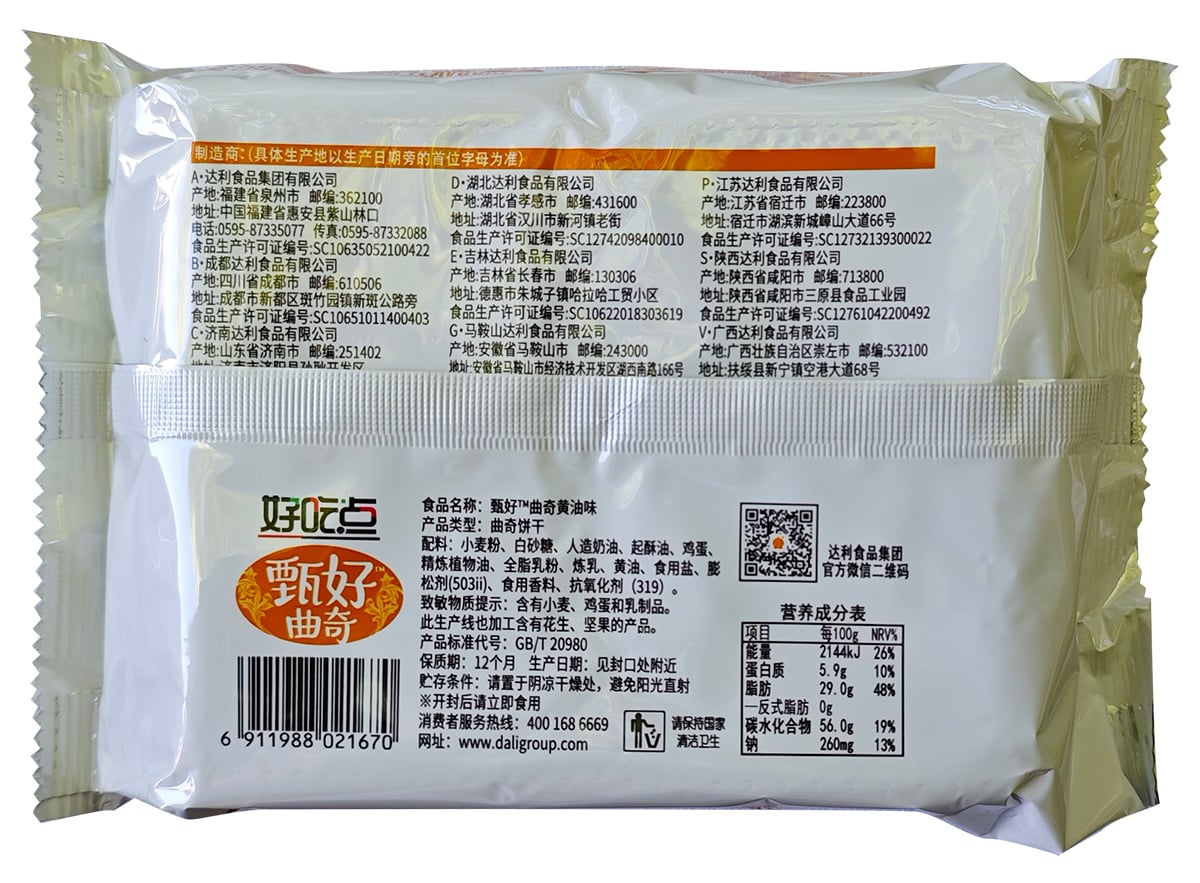 制造商:(具体生产地以生产日期旁的首位字母为准)
A·达利食品集团有限公司
产地:福建省泉州市 邮编:362100
地址:中国福建省惠安县紫山林口
电话:0595-87335077 传真:0595-87332088
食品生产许可证编号:SC10635052100422
B·成都达利食品有限公司
产地:四川省成都市 邮编:610506
地址:成都市新都区斑竹园镇新斑公路旁
食品生产许可证编号:SC10651011400403
C·济南达利食品有限公司
产地:山东省济南市 邮编:251402
D·湖北达利食品有限公司
产地:湖北省孝感市 邮编:431600
地址:湖北省汉川市新河镇老街
食品生产许可证编号:SC12742098400010
E·吉林达利食品有限公司
产地:吉林省长春市 邮编:130306
地址:德惠市朱城子镇哈拉哈工贸小区
食品生产许可证编号:SC10622018303619
G·马鞍山达利食品有限公司
产地:安徽省马鞍山市 邮编:243000
地址:安徽省马鞍山市经济技术开发区湖西南路166号
P·江苏达利食品有限公司
产地:江苏省宿迁市 邮编:223800
地址:宿迁市湖滨新城嶂山大道66号
食品生产许可证编号:SC12732139300022
S·陕西达利食品有限公司
产地:陕西省咸阳市 邮编:713800
地址:陕西省咸阳市三原县食品工业园
食品生产许可证编号:SC12761042200492
V·广西达利食品有限公司
产地:广西壮族自治区崇左市 邮编:532100
地址:扶绥县新宁镇空港大道68号
好吃点
甄好™
曲奇
6 911988 021670
食品名称：甄好™曲奇黄油味
产品类型：曲奇饼干
配料：小麦粉、白砂糖、人造奶油、起酥油、鸡蛋、
精炼植物油、全脂乳粉、炼乳、黄油、食用盐、膨
松剂(503ii)、食用香料、抗氧化剂（319）。
致敏物质提示：含有小麦、鸡蛋和乳制品。
此生产线也加工含有花生、坚果的产品。
产品标准代号：GB/T 20980
保质期：12个月 生产日期：见封口处附近
贮存条件：请置于阴凉干燥处，避免阳光直射
※开封后请立即食用
消费者服务热线：400 168 6669
网址：www.daligroup.com
请保持国家
清洁卫生
达利食品集团
官方微信二维码
营养成分表
项目 每100g NRV%
能量 2144kJ 26%
蛋白质 5.9g 10%
脂肪 29.0g 48%
—反式脂肪 0g
碳水化合物 56.0g 19%
钠 260mg 13%